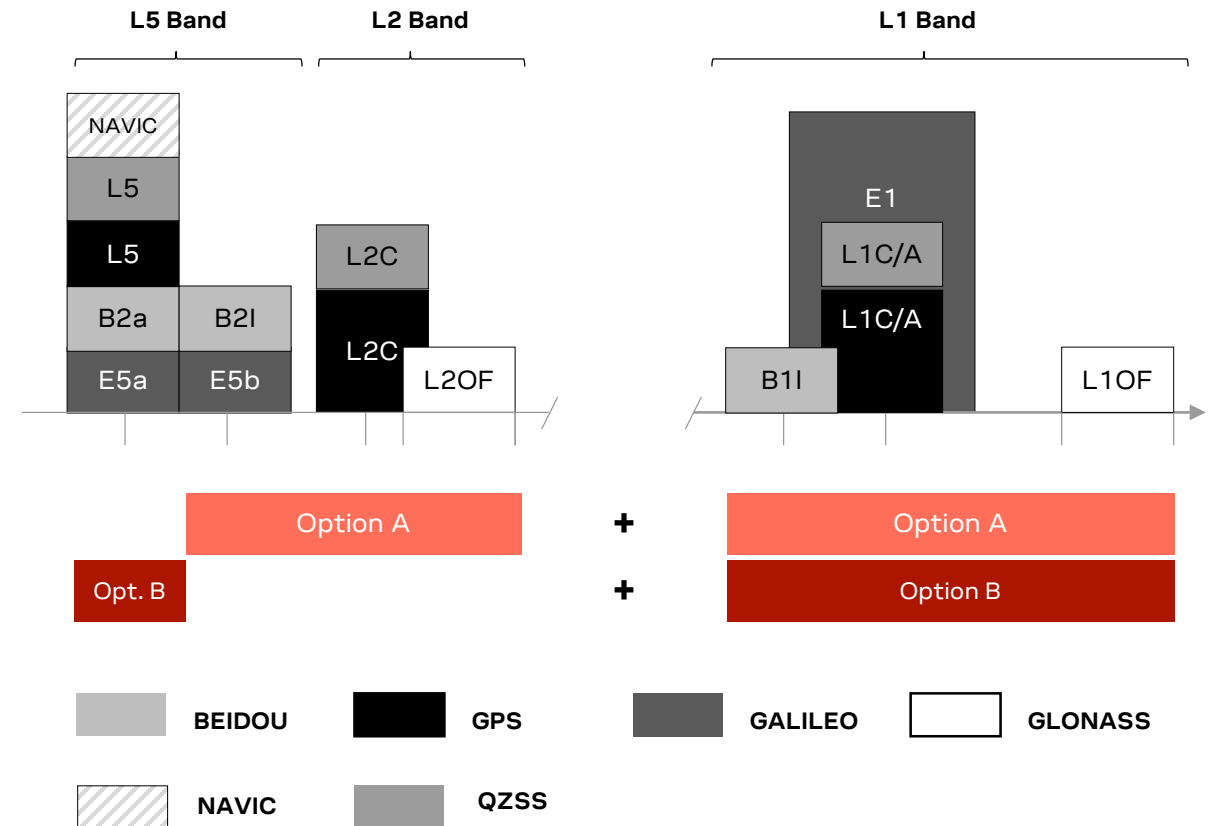 L5 Band
L2 Band
L1 Band
NAVIC
L5
L5
B2a
B2I
E5a
E5b
L2C
L2C
L2OF
E1
L1C/A
L1C/A
B1I
L1OF
Option A
+
Option A
Opt. B
+
Option B
BEIDOU
GPS
GALILEO
GLONASS
NAVIC
QZSS